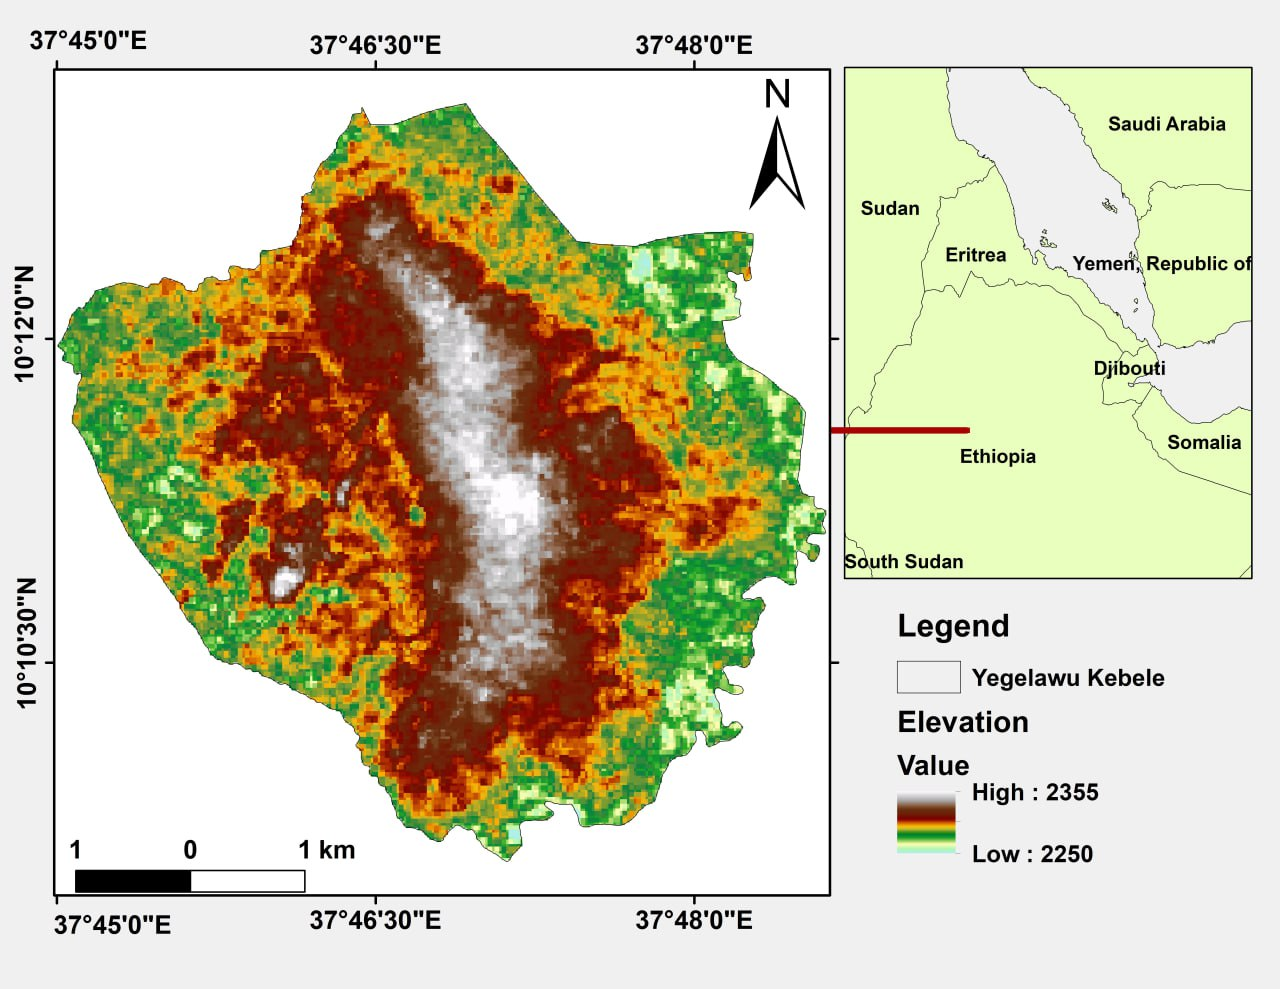 37°45'0"E
37°46'30"E
37°48'0"E
N
10°12'0"N
10°10'30"N
1 0 1 km
37°45'0"E
37°46'30"E
37°48'0"E
Saudi Arabia
Sudan
Eritrea
Yemen, Republic of
Djibouti
Somalia
Ethiopia
South Sudan
Legend
Yegelawu Kebele
Elevation
Value
High : 2355
Low : 2250